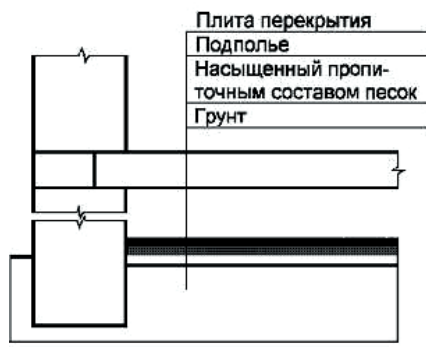 Плита перекрытия
Подполье
Насыщенный пропи-
точным составом песок
Грунт